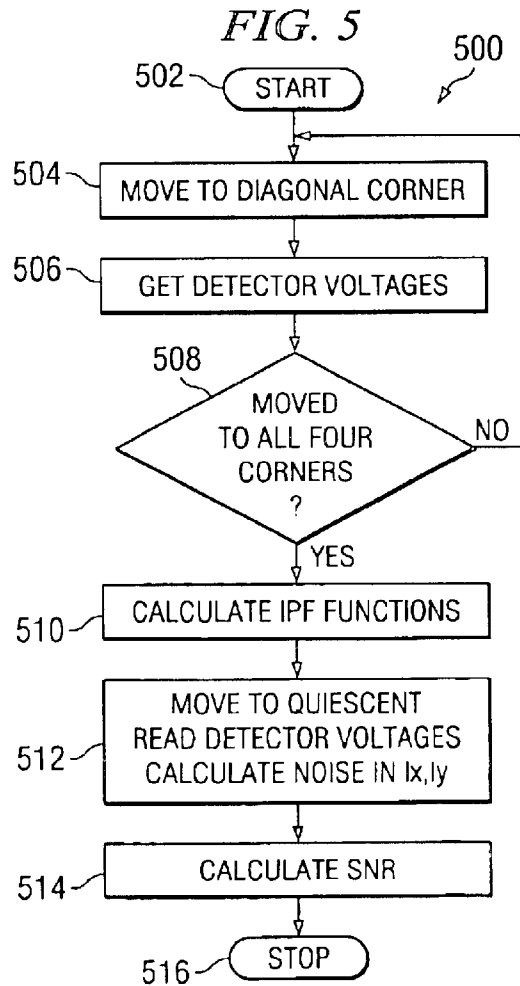 FIG. 5
500
502
START
504
MOVE TO DIAGONAL CORNER
506
GET DETECTOR VOLTAGES
508
MOVED
TO ALL FOUR
CORNERS
?
NO
YES
510
CALCULATE IPF FUNCTIONS
512
MOVE TO QUIESCENT
READ DETECTOR VOLTAGES
CALCULATE NOISE IN Ix,Iy
514
CALCULATE SNR
516
STOP